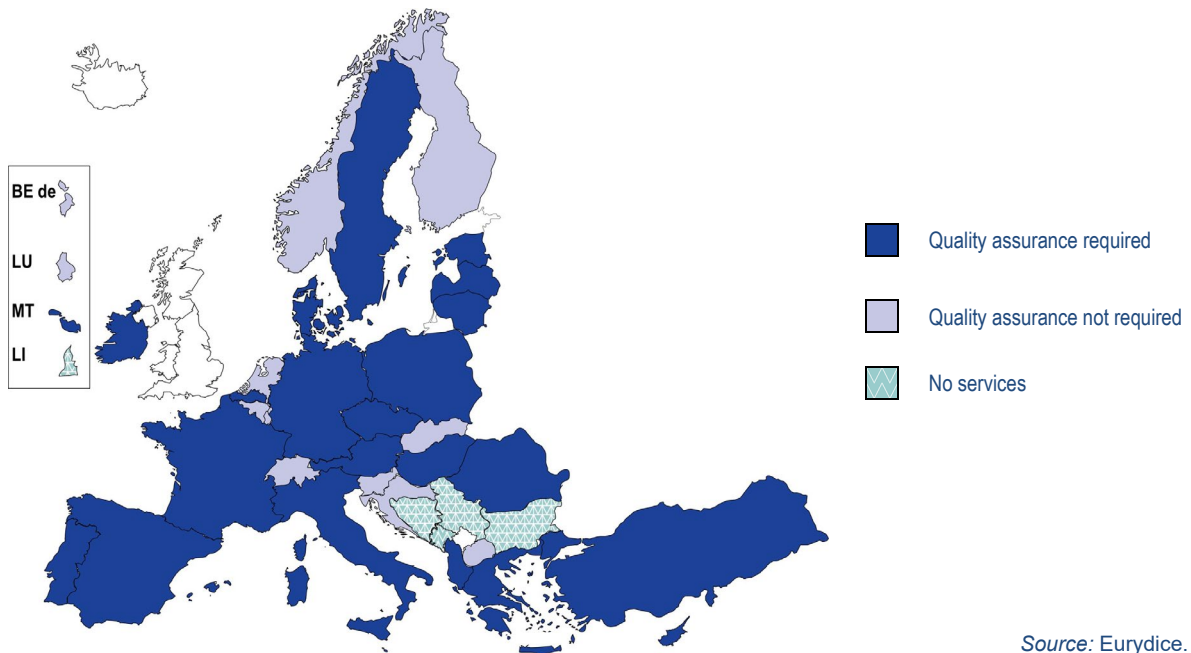 BE de
LU
MT
LI
Quality assurance required
Quality assurance not required
No services
Source: Eurydice.